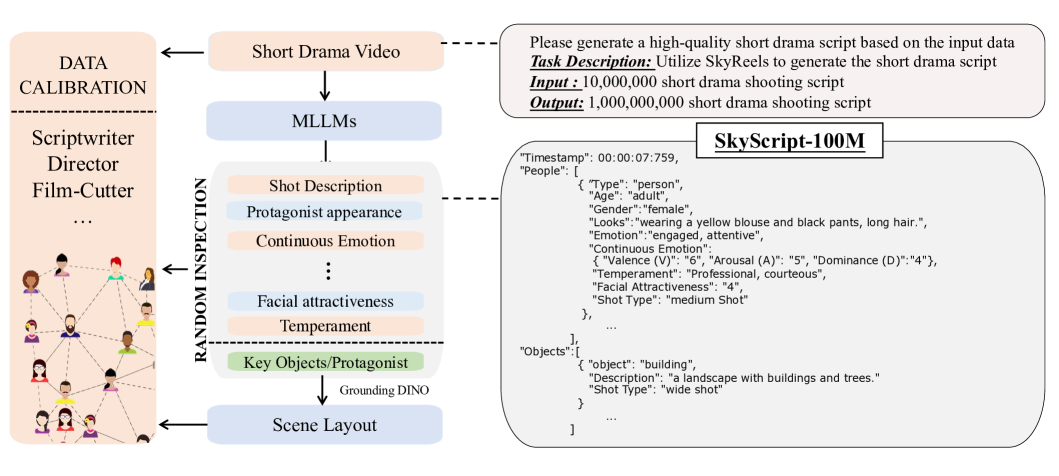 DATA
CALIBRATION
Scriptwriter
Director
Film-Cutter
...
Short Drama Video
MLLMs
RANDOM INSPECTION
Shot Description
Protagonist appearance
Continuous Emotion
Facial attractiveness
Temperament
Key Objects/Protagonist
Grounding DINO
Scene Layout
Please generate a high-quality short drama script based on the input data
Task Description: Utilize SkyReels to generate the short drama script
Input : 10,000,000 short drama shooting script
Output: 1,000,000,000 short drama shooting script
SkyScript-100M
"Timestamp": 00:00:07:759,
"People": [
{ "Type": "person",
"Age": "adult",
"Gender":"female",
"Looks":"wearing a yellow blouse and black pants, long hair.",
"Emotion":"engaged, attentive",
"Continuous Emotion":
{ "Valence (V)": "6", "Arousal (A)": "5", "Dominance (D)":"4"},
"Temperament": "Professional, courteous",
"Facial Attractiveness": "4",
"Shot Type": "medium Shot"
},
...
],
"Objects":[
{ "object": "building",
"Description": "a landscape with buildings and trees."
"Shot Type": "wide shot"
}
...
]